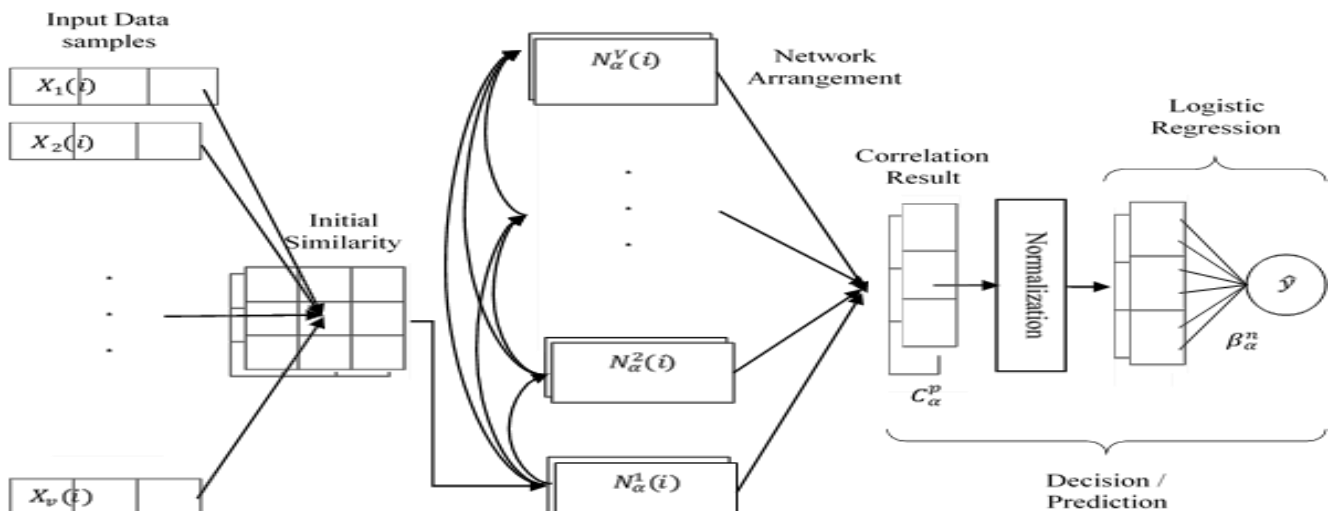 Input Data
samples
X₁(i)
X₂(i)
Xᵥ(i)
Initial
Similarity
N_α^V(i)
N_α^2(i)
N_α^1(i)
Network
Arrangement
Correlation
Result
C_α^p
Normalization
Logistic
Regression
β_α^n
ŷ
Decision /
Prediction